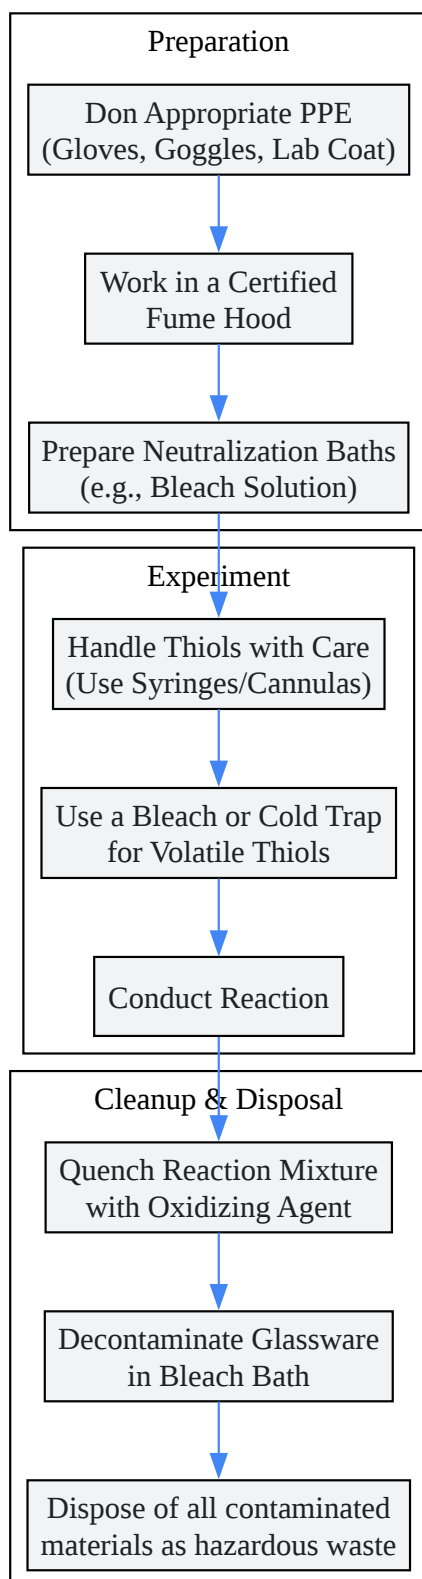 Preparation
Don Appropriate PPE
(Gloves, Goggles, Lab Coat)
Work in a Certified
Fume Hood
Prepare Neutralization Baths
(e.g., Bleach Solution)
Experiment
Handle Thiols with Care
(Use Syringes/Cannulas)
Use a Bleach or Cold Trap
for Volatile Thiols
Conduct Reaction
Cleanup & Disposal
Quench Reaction Mixture
with Oxidizing Agent
Decontaminate Glassware
in Bleach Bath
Dispose of all contaminated
materials as hazardous waste